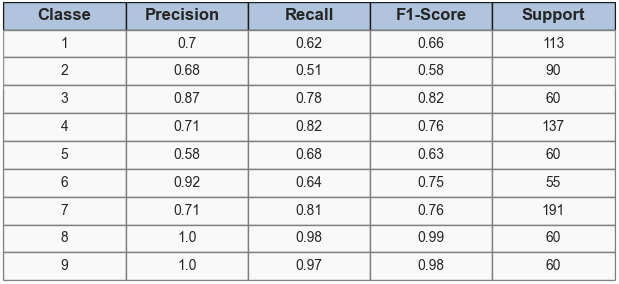 Classe Precision Recall F1-Score Support
1 0.7 0.62 0.66 113
2 0.68 0.51 0.58 90
3 0.87 0.78 0.82 60
4 0.71 0.82 0.76 137
5 0.58 0.68 0.63 60
6 0.92 0.64 0.75 55
7 0.71 0.81 0.76 191
8 1.0 0.98 0.99 60
9 1.0 0.97 0.98 60